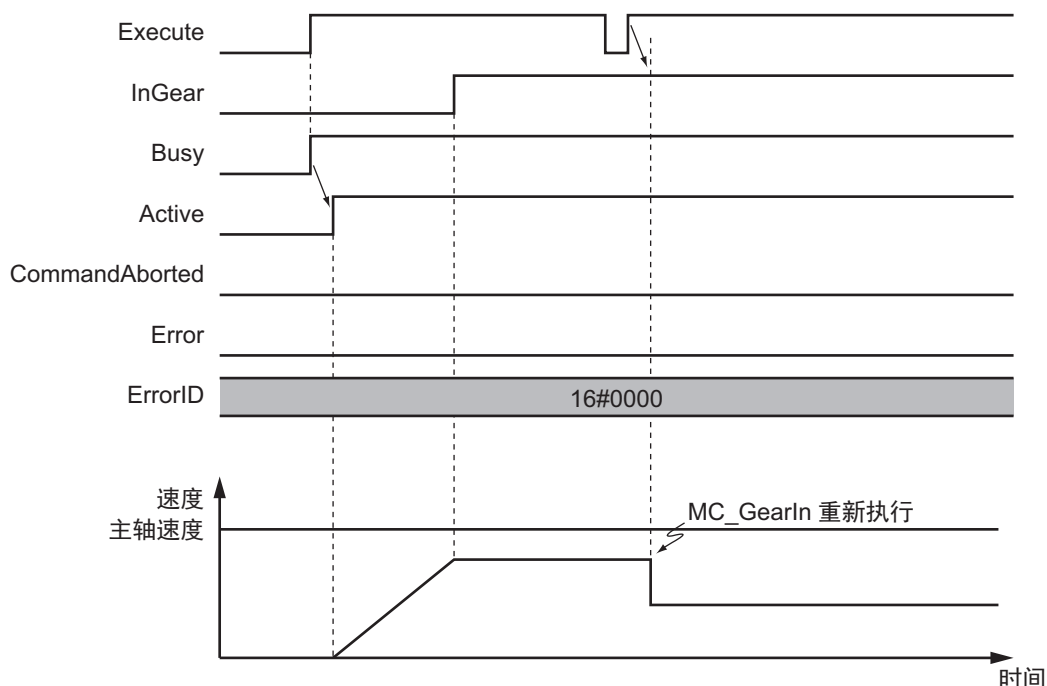 Execute
InGear
Busy
Active
CommandAborted
Error
ErrorID
16#0000
速度
主轴速度
MC_GearIn 重新执行
时间